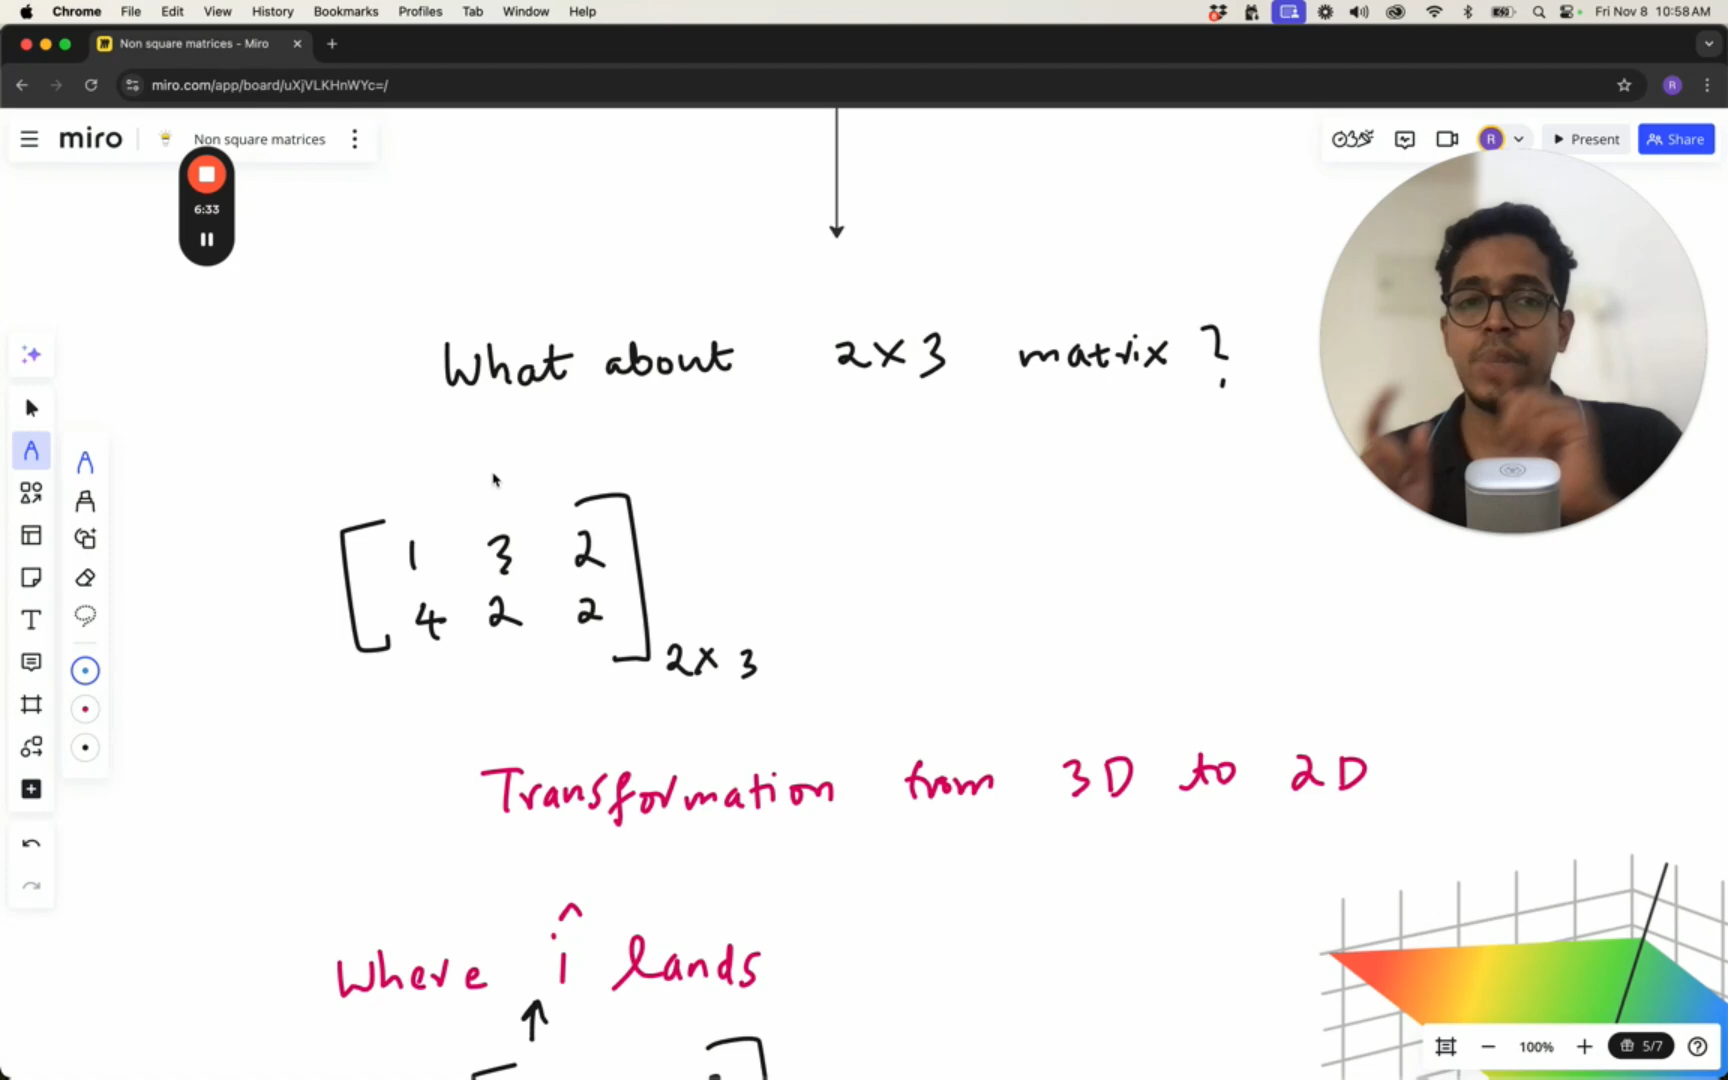 Chrome File Edit View History Bookmarks Profiles Tab Window Help Fri Nov 8 10:58 AM
Non square matrices - Miro
miro.com/app/board/uXjVLKHnWYc=/ R
miro Non square matrices R Present Share
6:33
What about 2x3 matrix ?
1 3 2
4 2 2
2x 3
Transformation from 3D to 2D
Where î lands
100% 5/7